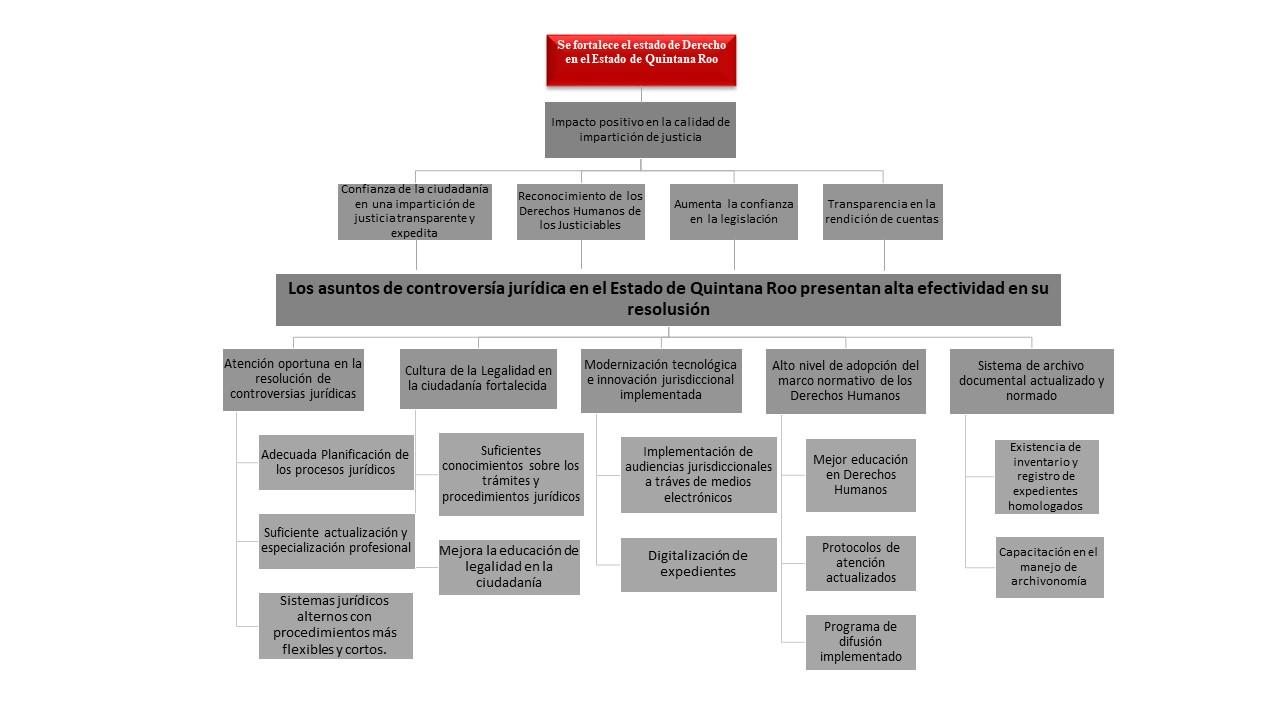 Se fortalece el estado de Derecho
en el Estado de Quintana Roo
Impacto positivo en la calidad de
impartición de justicia
Confianza de la ciudadanía
en una impartición de
justicia transparente y
expedita
Reconocimiento de los
Derechos Humanos de
los Justiciables
Aumenta la confianza
en la legislación
Transparencia en la
rendición de cuentas
Los asuntos de controversía jurídica en el Estado de Quintana Roo presentan alta efectividad en su
resolusión
Atención oportuna en la
resolución de
controversias jurídicas
Adecuada Planificación de
los procesos jurídicos
Suficiente actualización y
especialización profesional
Sistemas jurídicos
alternos con
procedimientos más
flexibles y cortos.
Cultura de la Legalidad en
la ciudadanía fortalecida
Suficientes
conocimientos sobre los
trámites y
procedimientos jurídicos
Mejora la educación de
legalidad en la
ciudadanía
Modernización tecnológica
e innovación jurisdiccional
implementada
Implementación de
audiencias jurisdiccionales
a tráves de medios
electrónicos
Digitalización de
expedientes
Alto nivel de adopción del
marco normativo de los
Derechos Humanos
Mejor educación
en Derechos
Humanos
Protocolos de
atención
actualizados
Programa de
difusión
implementado
Sistema de archivo
documental actualizado y
normado
Existencia de
inventario y
registro de
expedientes
homologados
Capacitación en el
manejo de
archivonomía